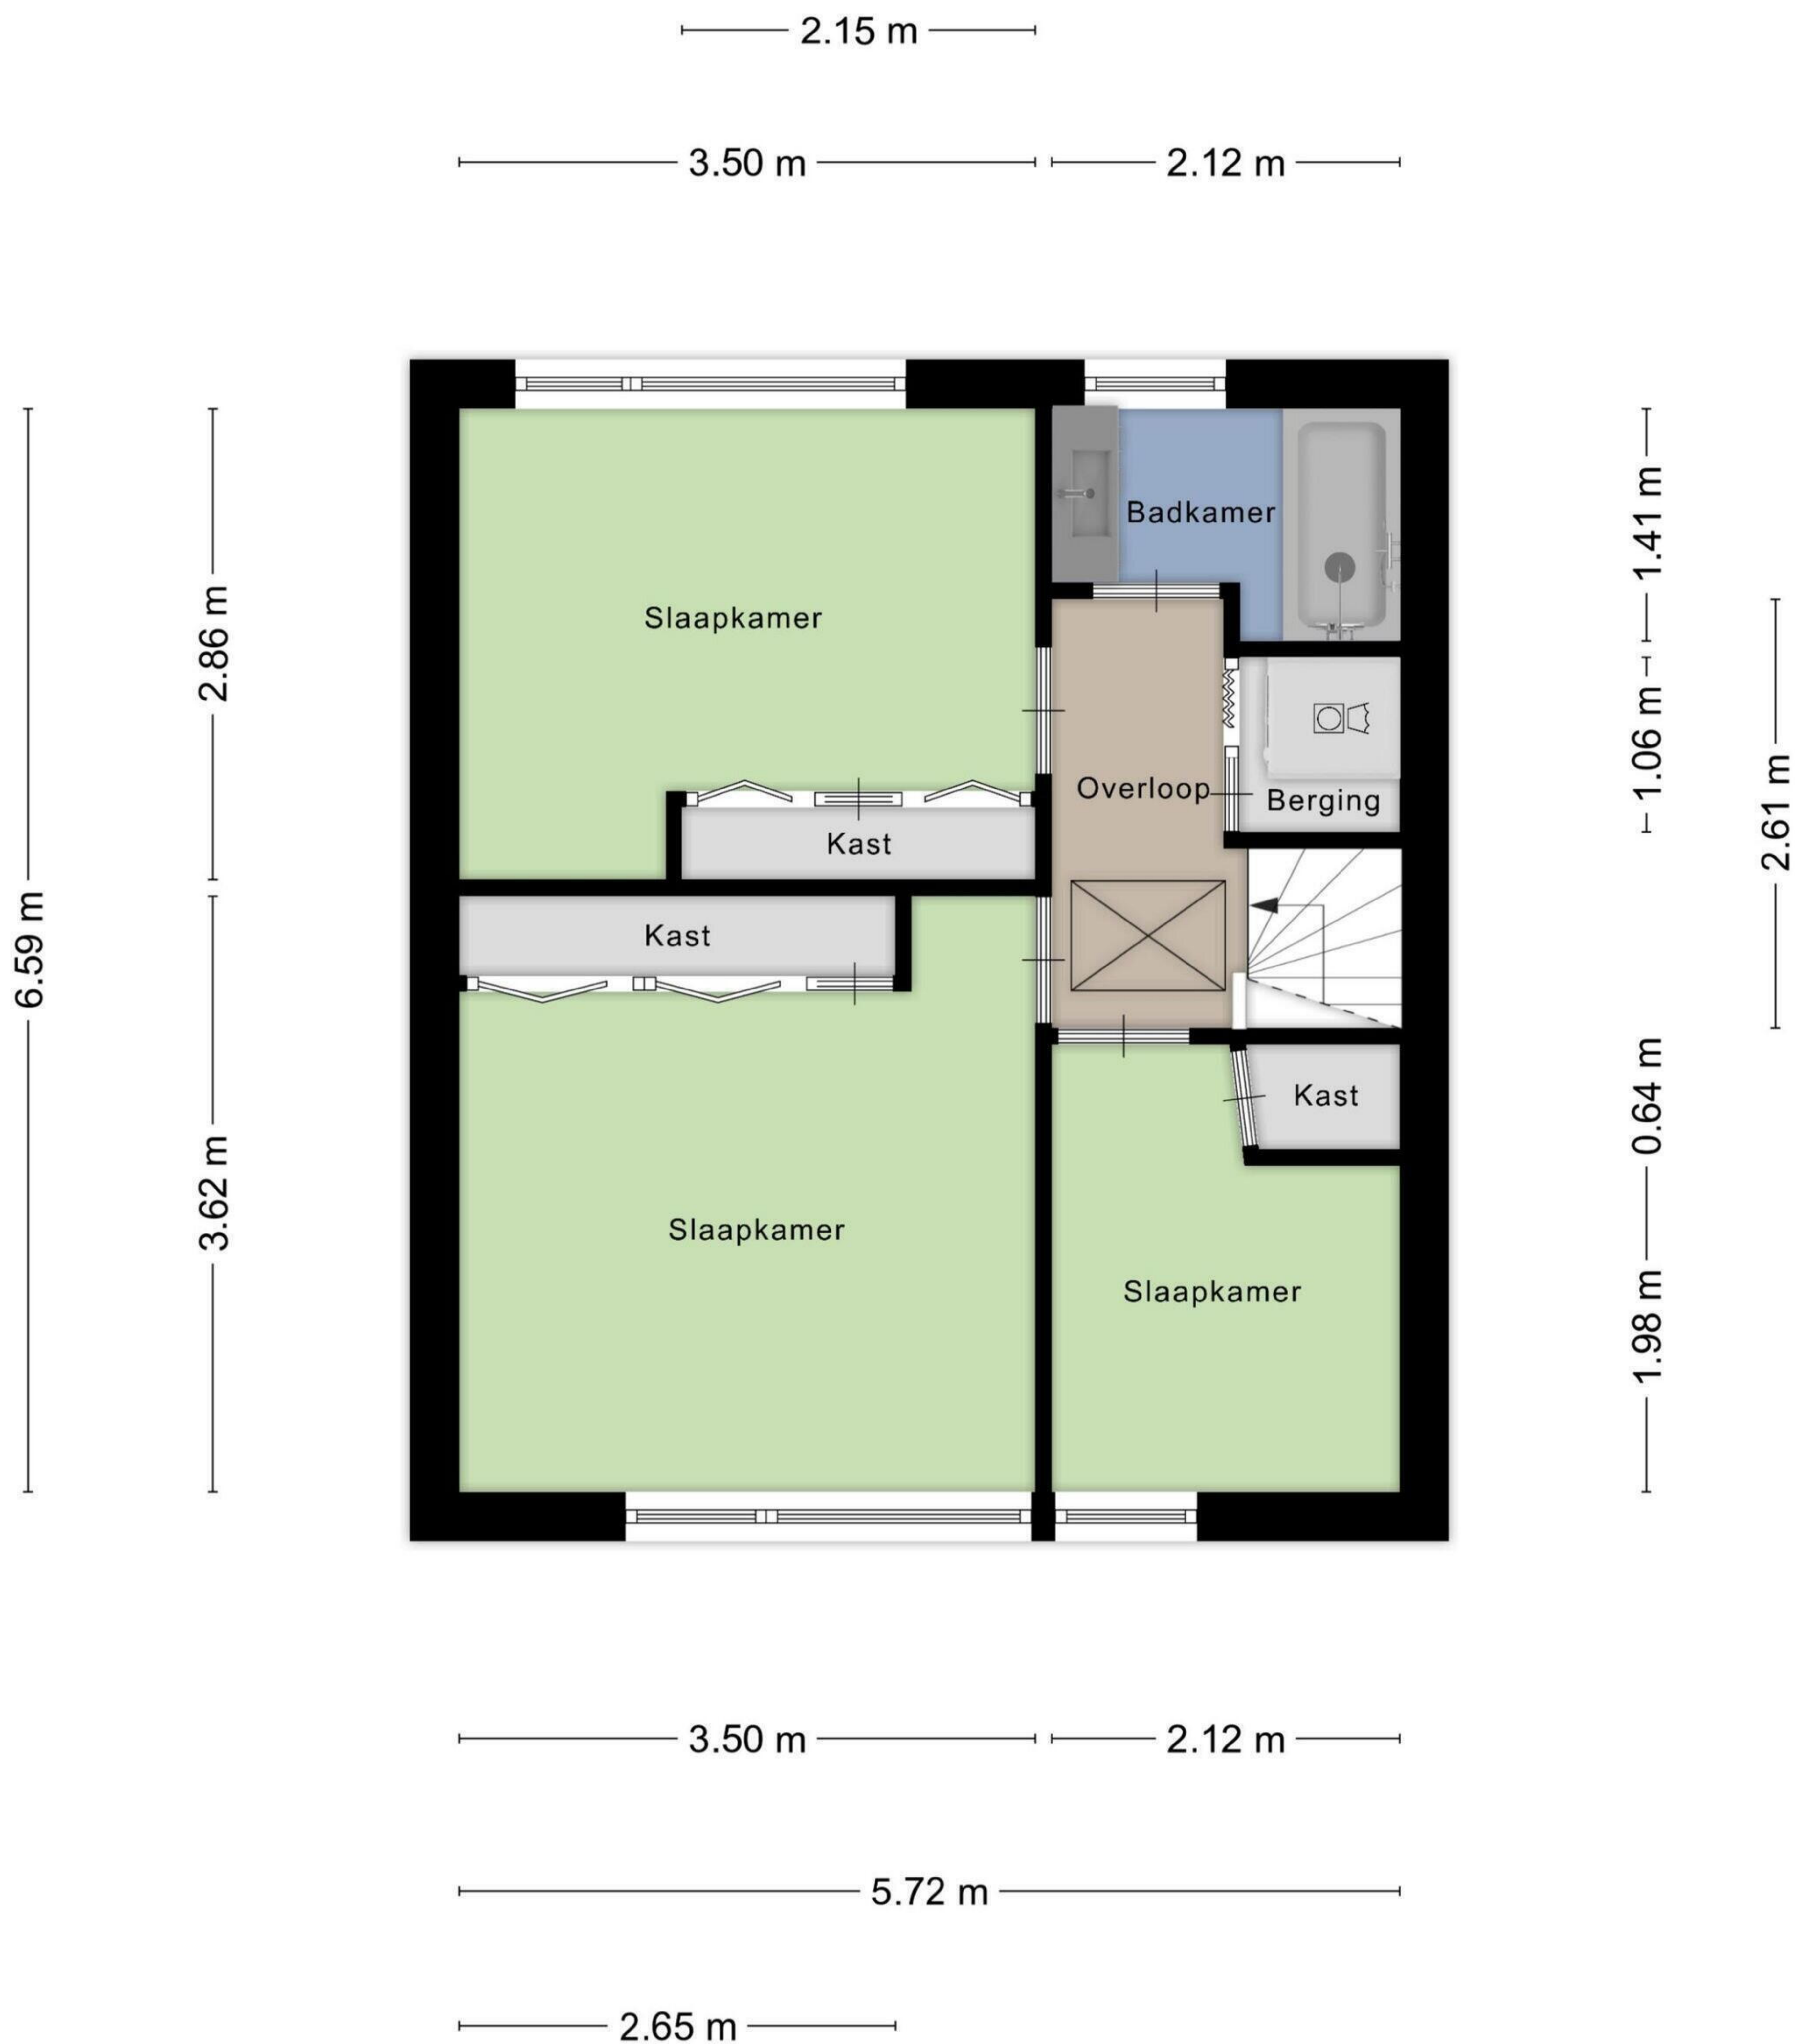 2.15 m
3.50 m
2.12 m
Badkamer
1.41 m
Slaapkamer
2.86 m
1.06 m
Overloop
Berging
2.61 m
Kast
Kast
6.59 m
Kast
0.64 m
3.62 m
Slaapkamer
Slaapkamer
1.98 m
3.50 m
2.12 m
5.72 m
2.65 m